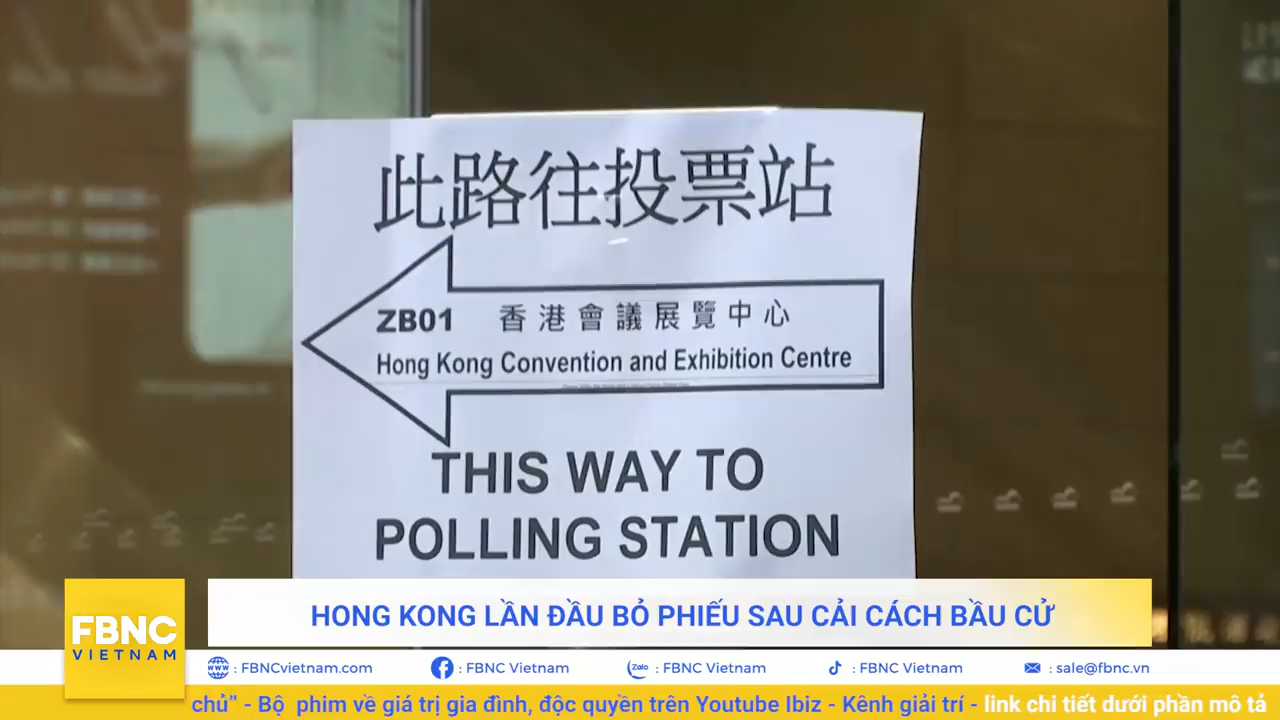 此路往投票站
ZB01 香港會議展覽中心
Hong Kong Convention and Exhibition Centre
THIS WAY TO
POLLING STATION
FBNC
VIETNAM
HONG KONG LẦN ĐẦU BỎ PHIẾU SAU CẢI CÁCH BẦU CỬ
: FBNCvietnam.com
: FBNC Vietnam
Zalo : FBNC Vietnam
: FBNC Vietnam
: sale@fbnc.vn
chủ" - Bộ phim về giá trị gia đình, độc quyền trên Youtube Ibiz - Kênh giải trí - link chi tiết dưới phần mô tả